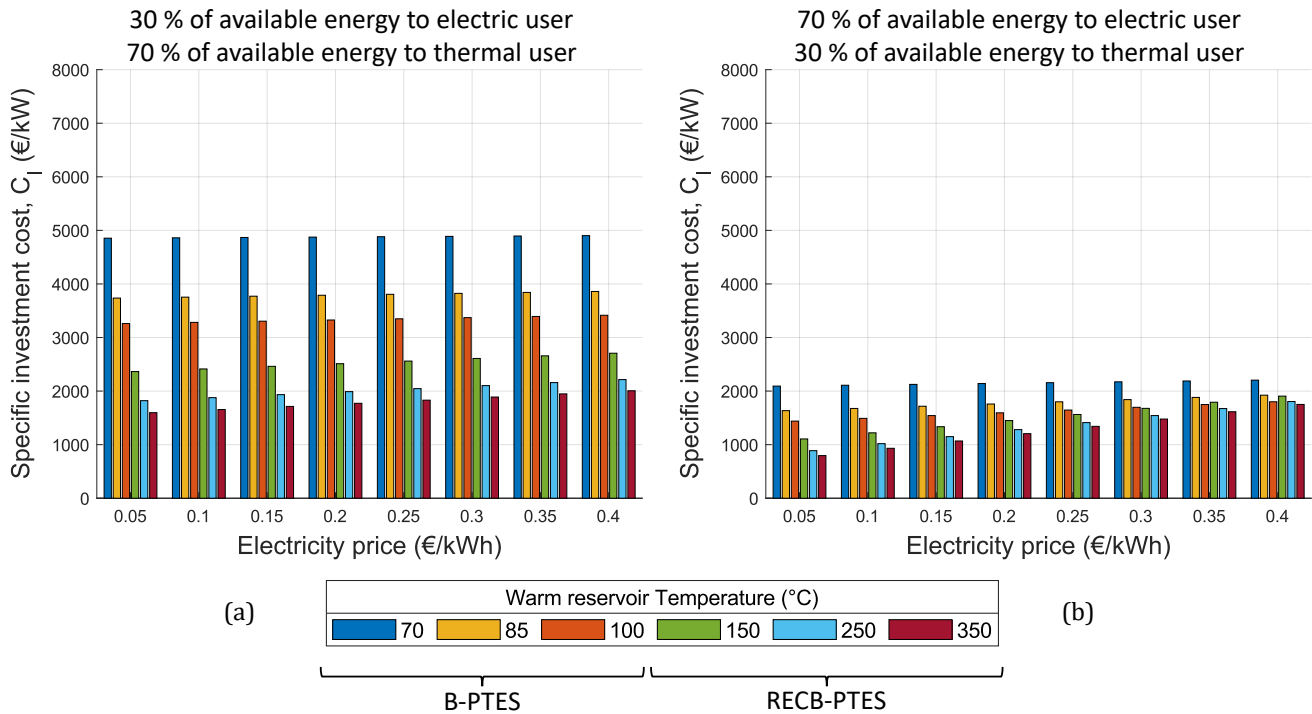 30 % of available energy to electric user
70 % of available energy to thermal user
8000
7000
6000
5000
4000
3000
2000
1000
0
Specific investment cost, C_I (€/kW)
0.05 0.1 0.15 0.2 0.25 0.3 0.35 0.4
Electricity price (€/kWh)
(a)
70 % of available energy to electric user
30 % of available energy to thermal user
8000
7000
6000
5000
4000
3000
2000
1000
0
Specific investment cost, C_I (€/kW)
0.05 0.1 0.15 0.2 0.25 0.3 0.35 0.4
Electricity price (€/kWh)
(b)
Warm reservoir Temperature (°C)
70 85 100 150 250 350
B-PTES RECB-PTES